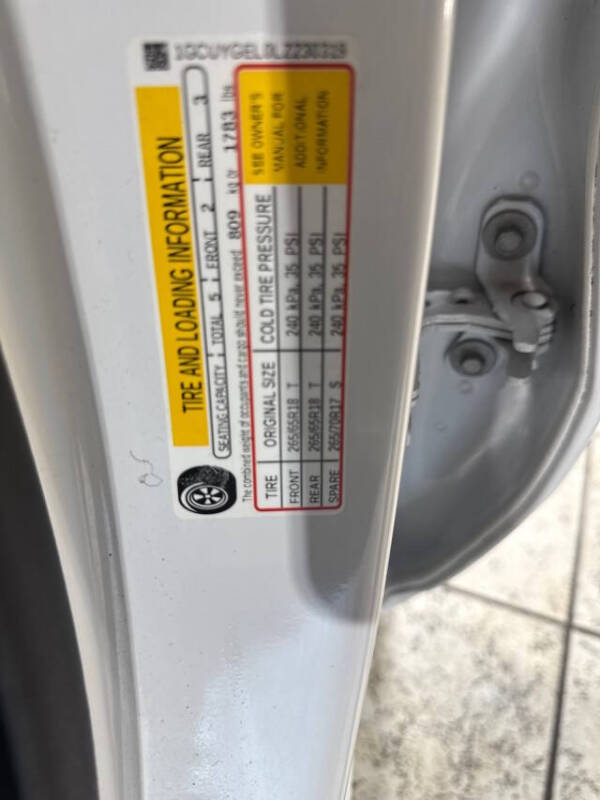 1GCUYGEL0LZ230319
TIRE AND LOADING INFORMATION
SEATING CAPACITY TOTAL 5 FRONT 2 REAR 3
The combined weight of occupants and cargo should never exceed 809 kg or 1783 lbs
TIRE ORIGINAL SIZE COLD TIRE PRESSURE
FRONT 265/65R18 T 240 kPa, 35 PSI
REAR 265/65R18 T 240 kPa, 35 PSI
SPARE 265/70R17 S 240 kPa, 35 PSI
SEE OWNER'S
MANUAL FOR
ADDITIONAL
INFORMATION